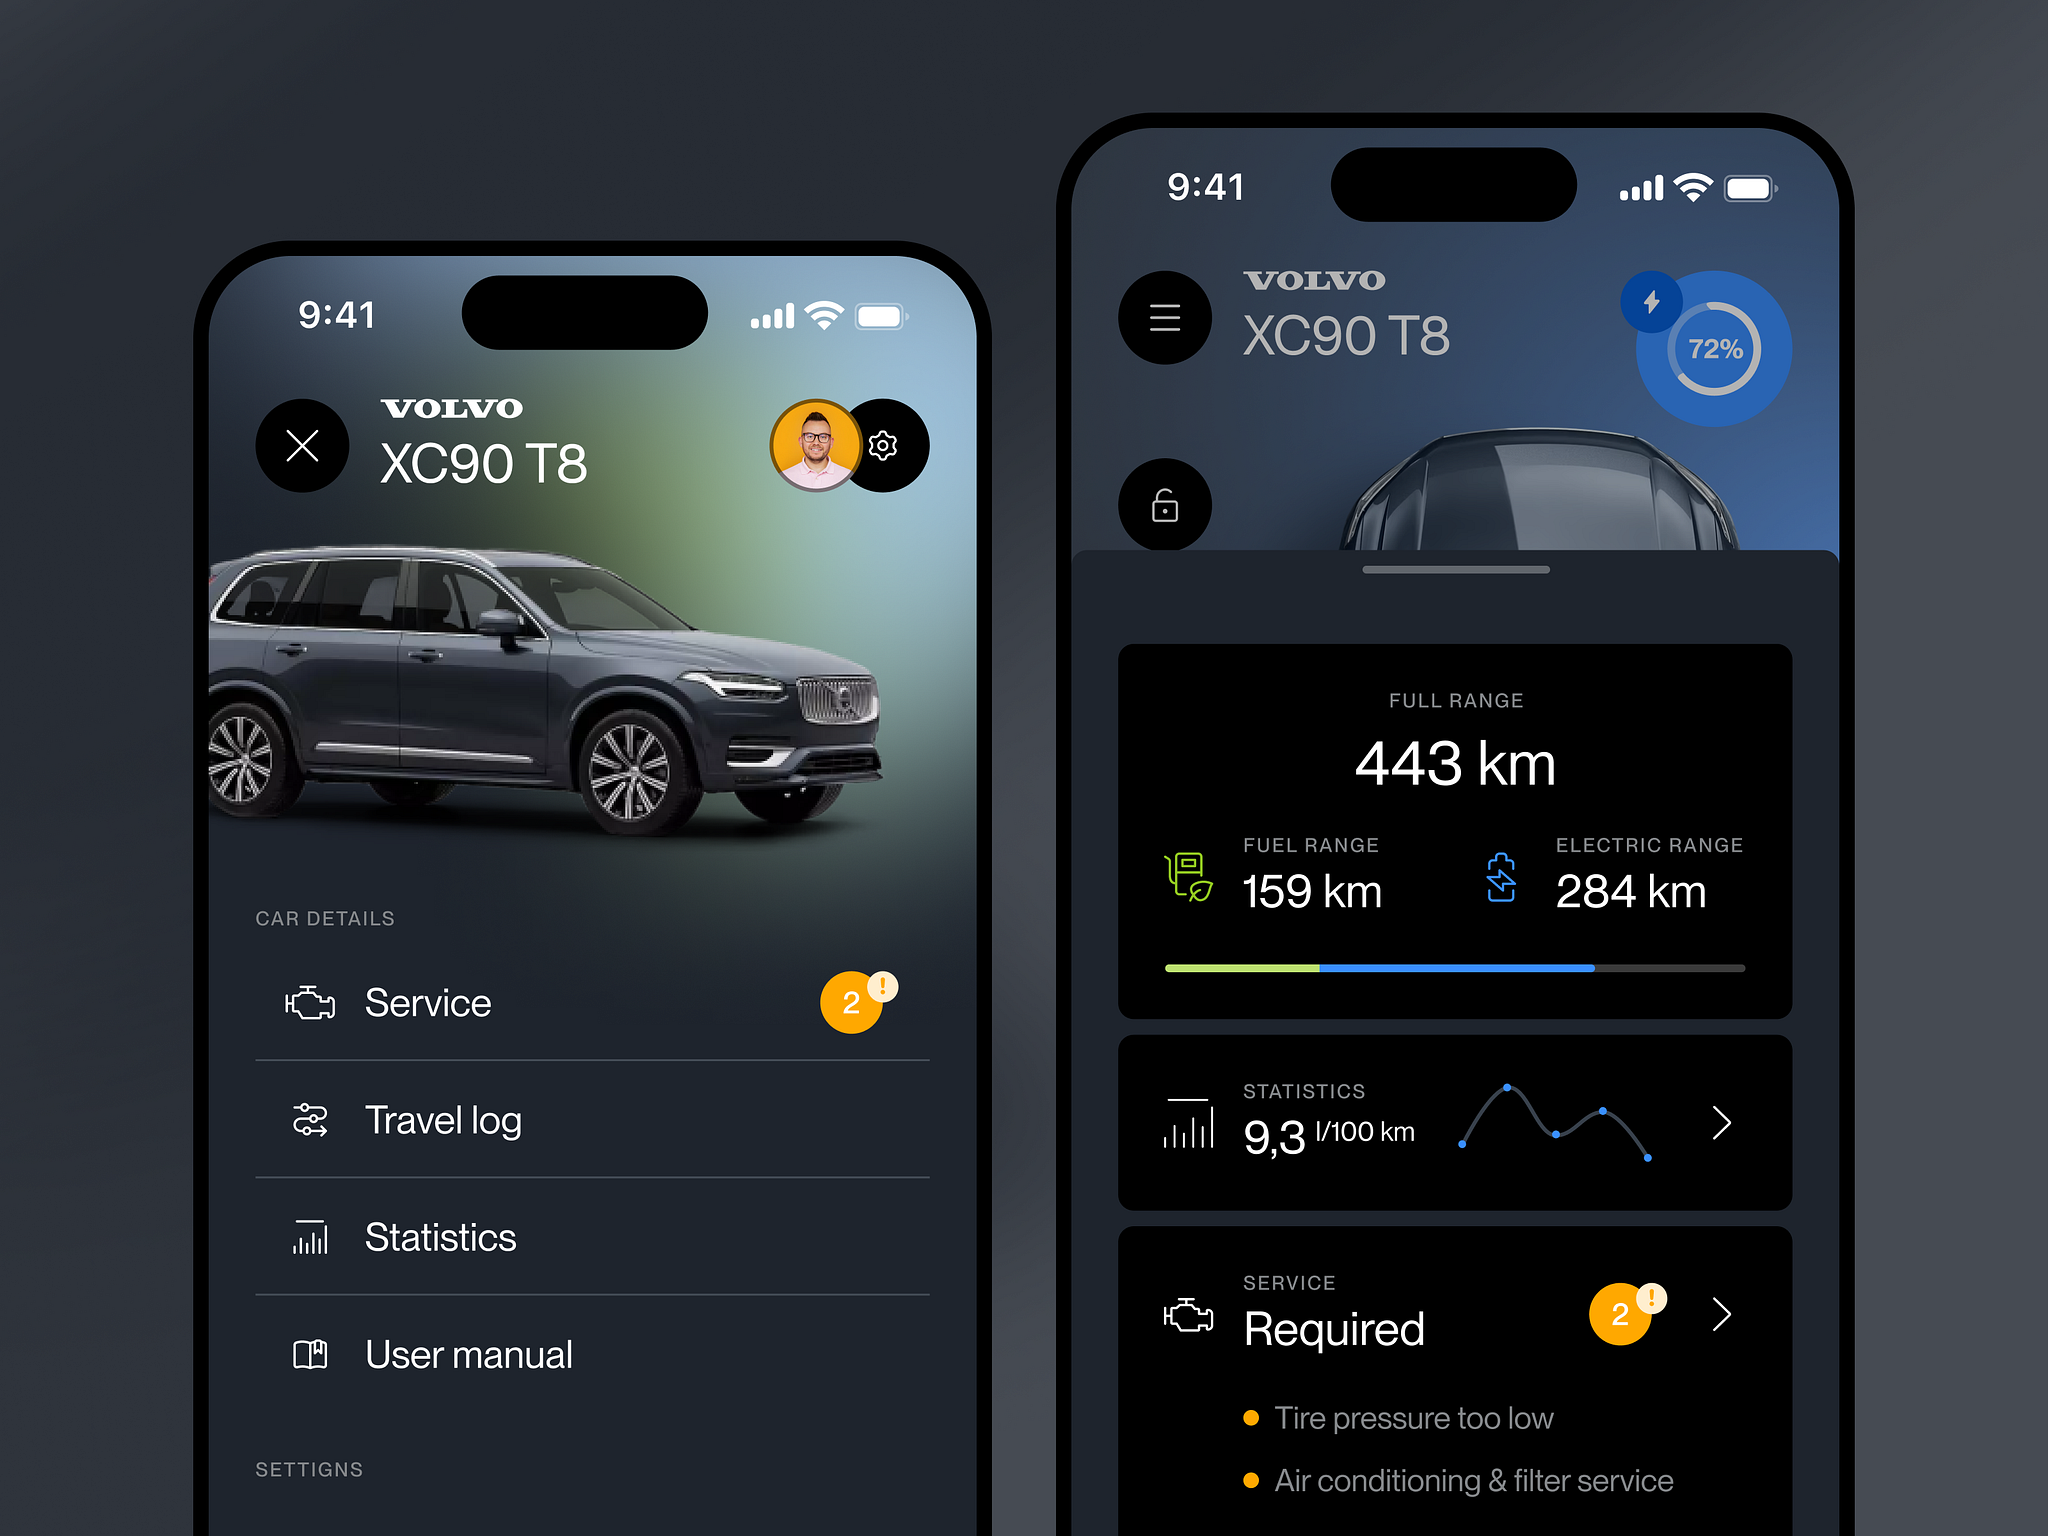 9:41
VOLVO
XC90 T8
CAR DETAILS
Service
2
!
Travel log
Statistics
User manual
SETTIGNS
9:41
VOLVO
XC90 T8
72%
FULL RANGE
443 km
FUEL RANGE
159 km
ELECTRIC RANGE
284 km
STATISTICS
9,3 l/100 km
SERVICE
Required
2
!
Tire pressure too low
Air conditioning & filter service